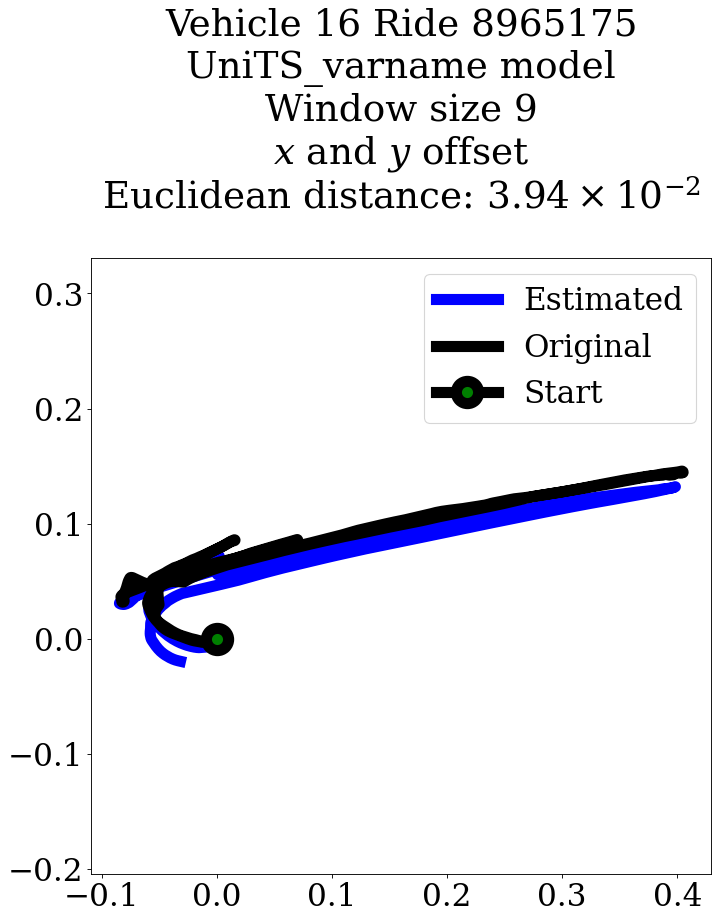 Vehicle 16 Ride 8965175
UniTS_varname model
Window size 9
x and y offset
Euclidean distance: 3.94 × 10⁻²
Estimated
Original
Start
0.3
0.2
0.1
0.0
−0.1
−0.2
−0.1 0.0 0.1 0.2 0.3 0.4